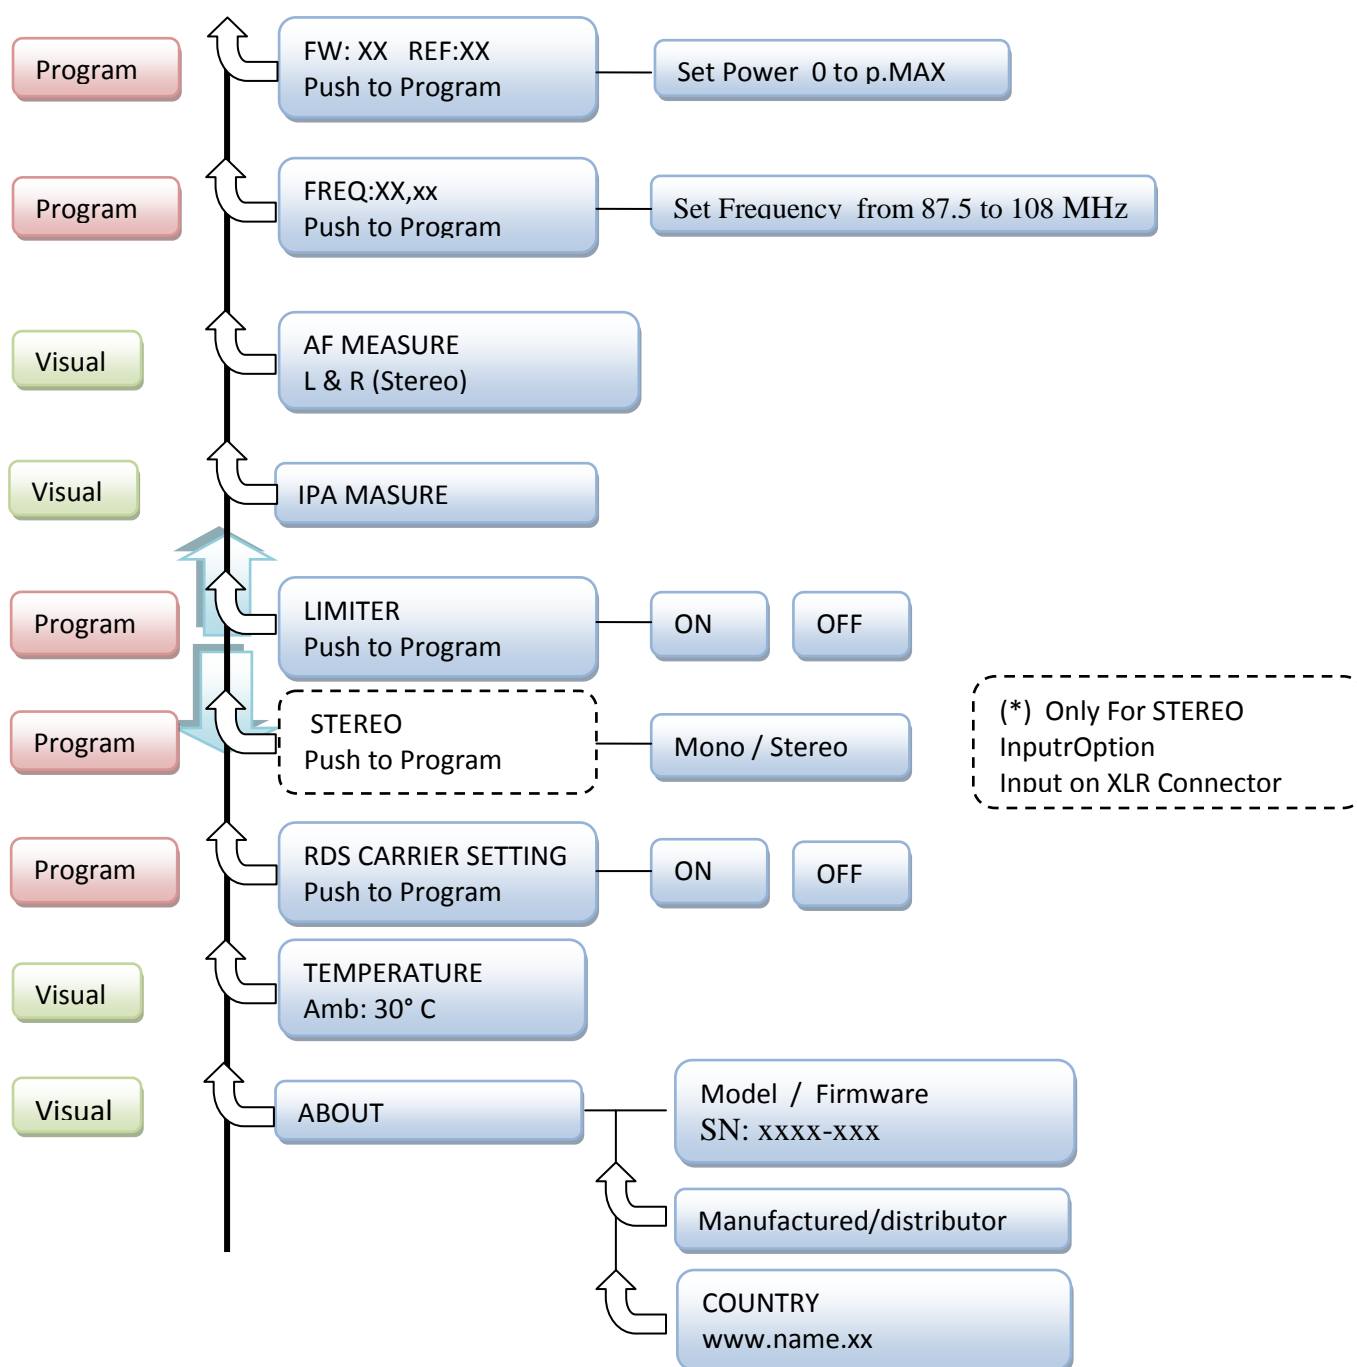 Program
FW: XX   REF:XX
Push to Program
Set Power  0 to p.MAX
Program
FREQ:XX,xx
Push to Program
Set Frequency  from 87.5 to 108 MHz
Visual
AF MEASURE
L & R (Stereo)
Visual
IPA MASURE
Program
LIMITER
Push to Program
ON
OFF
Program
STEREO
Push to Program
Mono / Stereo
(*)  Only For STEREO
InputrOption
Input on XLR Connector
Program
RDS CARRIER SETTING
Push to Program
ON
OFF
Visual
TEMPERATURE
Amb: 30° C
Visual
ABOUT
Model  /  Firmware
SN: xxxx-xxx
Manufactured/distributor
COUNTRY
www.name.xx